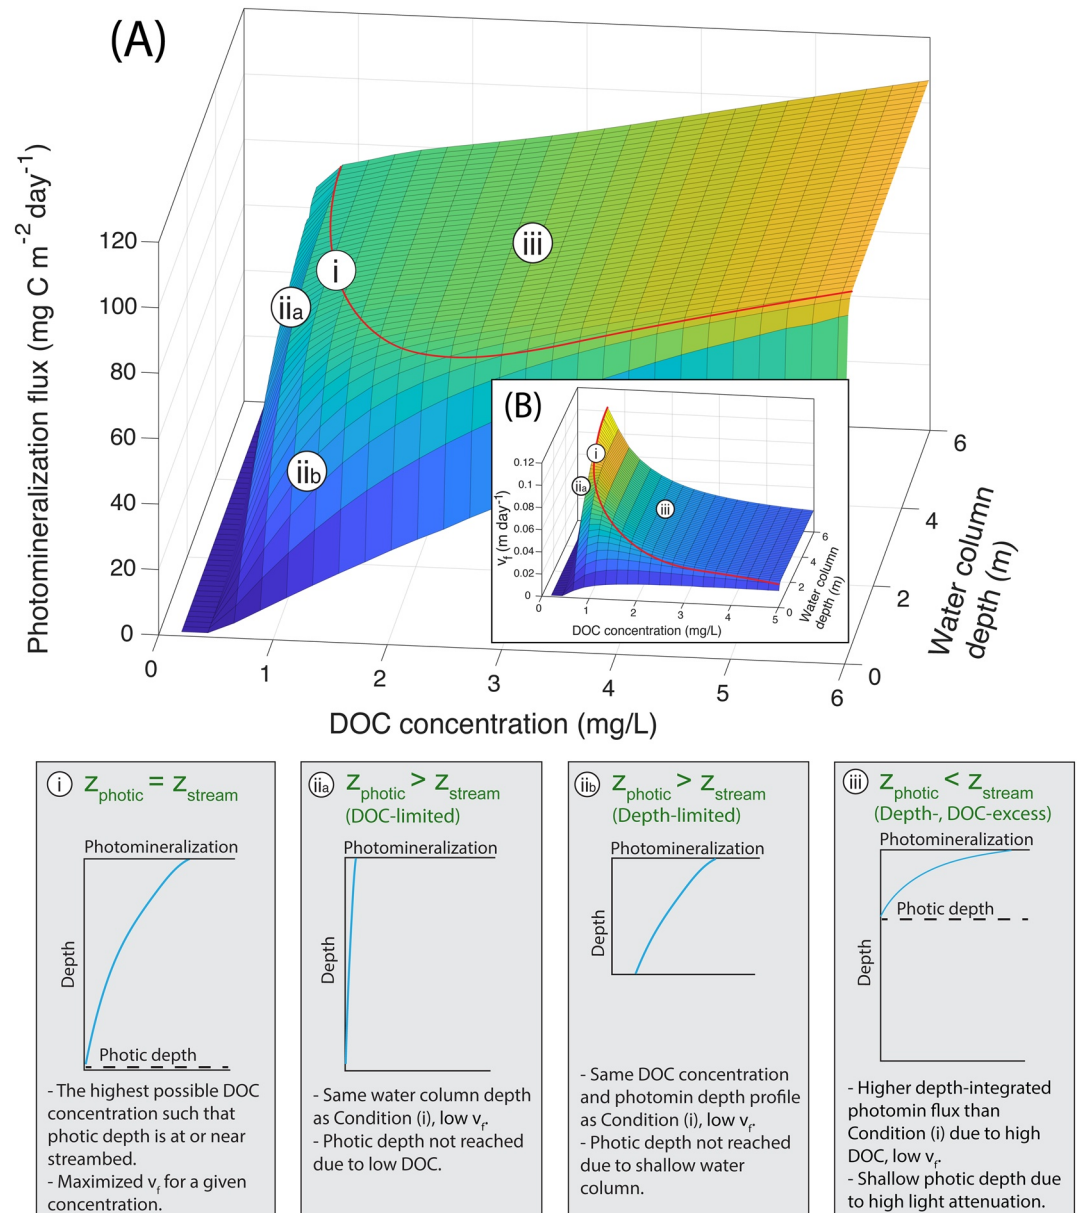 (A)
Photomineralization flux (mg C m-2 day-1)
120
100
80
60
40
20
0
0
1
2
3
4
5
6
DOC concentration (mg/L)
0
2
4
6
Water column
depth (m)
i
iia
iib
iii
(B)
vf (m day-1)
0.12
0.1
0.08
0.06
0.04
0.02
0
0
1
2
3
4
5
DOC concentration (mg/L)
0
2
4
6
Water column
depth (m)
i
iia
iii
i zphotic = zstream
Photomineralization
Depth
Photic depth
- The highest possible DOC
concentration such that
photic depth is at or near
streambed.
- Maximized vf for a given
concentration.
iia zphotic > zstream
(DOC-limited)
Photomineralization
Depth
- Same water column depth
as Condition (i), low vf.
- Photic depth not reached
due to low DOC.
iib zphotic > zstream
(Depth-limited)
Photomineralization
Depth
- Same DOC concentration
and photomin depth profile
as Condition (i), low vf.
- Photic depth not reached
due to shallow water
column.
iii zphotic < zstream
(Depth-, DOC-excess)
Photomineralization
Photic depth
Depth
- Higher depth-integrated
photomin flux than
Condition (i) due to high
DOC, low vf.
- Shallow photic depth due
to high light attenuation.